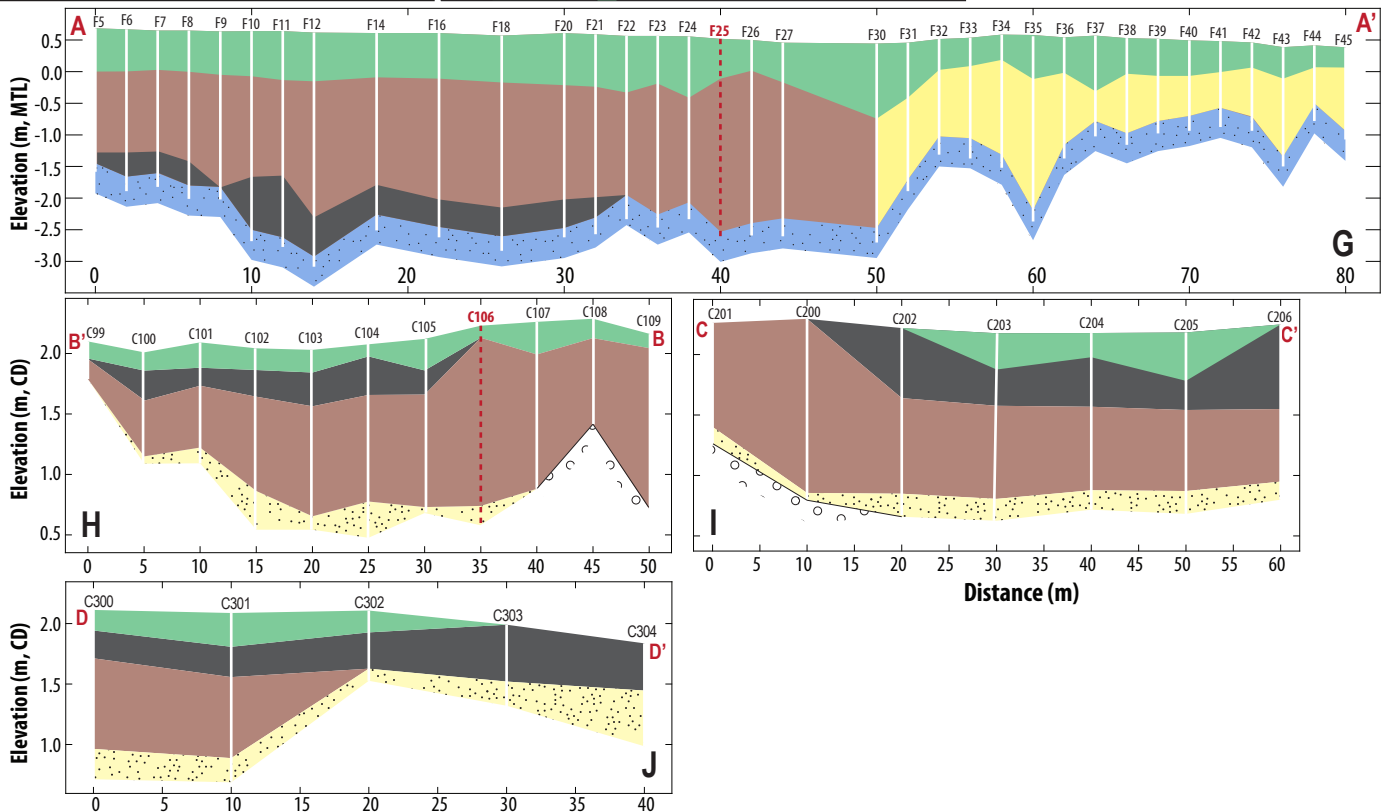 A F5 F6 F7 F8 F9 F10 F11 F12 F14 F16 F18 F20 F21 F22 F23 F24 F25 F26 F27 F30 F31 F32 F33 F34 F35 F36 F37 F38 F39 F40 F41 F42 F43 F44 F45 A'
Elevation (m, MTL)
0.5
0.0
-0.5
-1.0
-1.5
-2.0
-2.5
-3.0
G
0 10 20 30 40 50 60 70 80
B' C99 C100 C101 C102 C103 C104 C105 C106 C107 C108 C109 B
Elevation (m, CD)
2.0
1.5
1.0
0.5
H
0 5 10 15 20 25 30 35 40 45 50
C C201 C200 C202 C203 C204 C205 C206 C'
I
0 5 10 15 20 25 30 35 40 45 50 55 60
Distance (m)
D C300 C301 C302 C303 C304 D'
Elevation (m, CD)
2.0
1.5
1.0
J
0 5 10 15 20 25 30 35 40